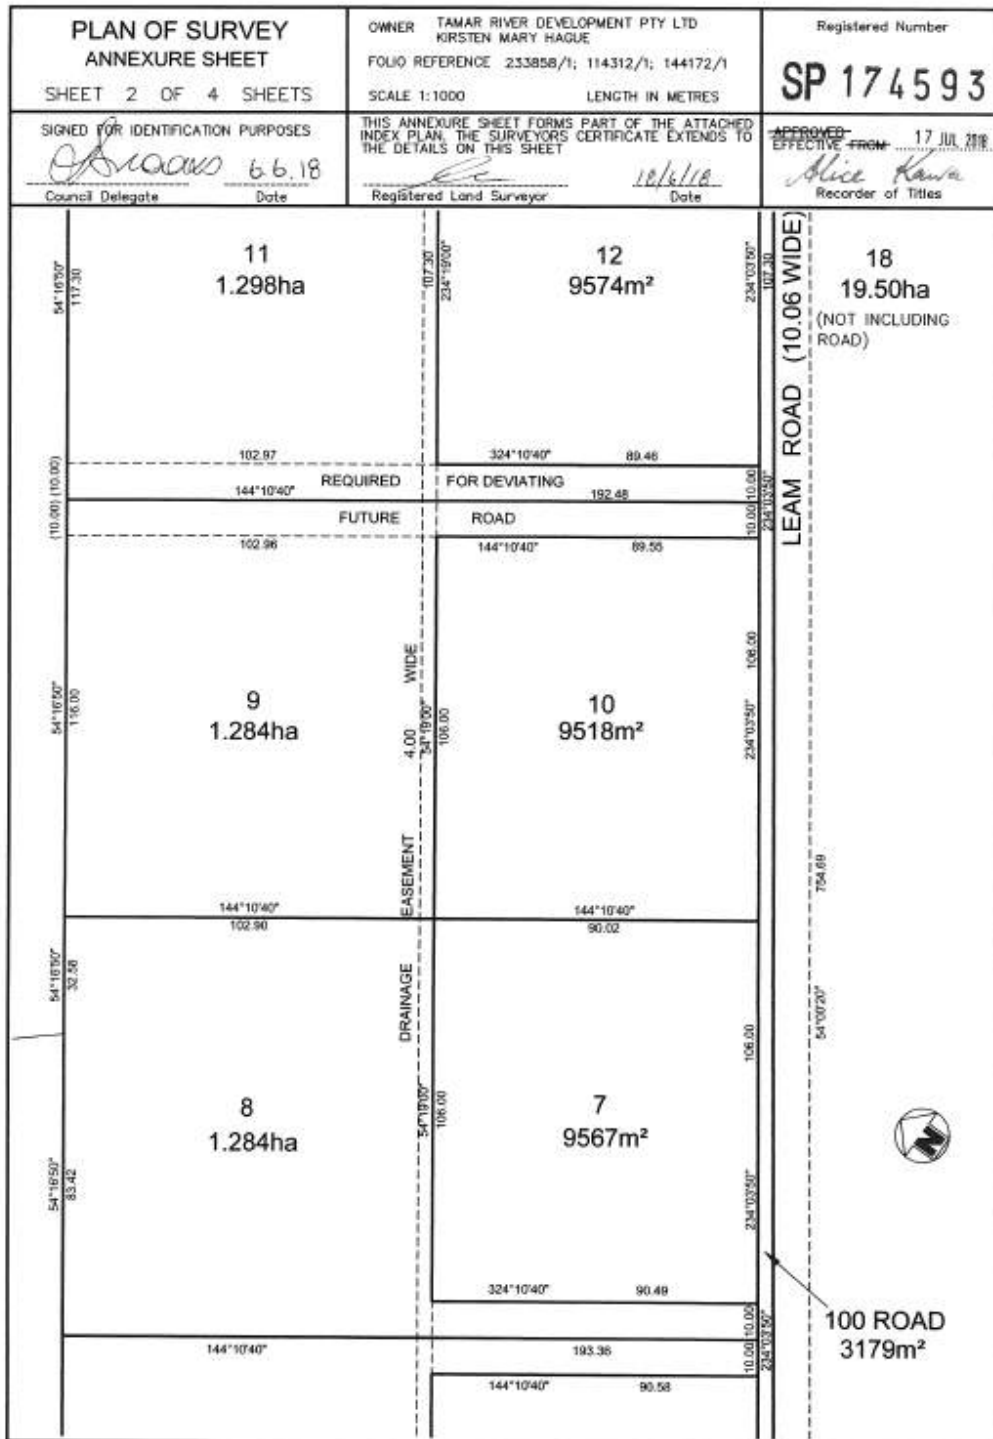 PLAN OF SURVEY
ANNEXURE SHEET
SHEET 2 OF 4 SHEETS
OWNER TAMAR RIVER DEVELOPMENT PTY LTD
KIRSTEN MARY HAGUE
FOLIO REFERENCE 233858/1; 114312/1; 144172/1
SCALE 1:1000 LENGTH IN METRES
Registered Number
SP 174593
SIGNED FOR IDENTIFICATION PURPOSES
6.6.18
Council Delegate Date
THIS ANNEXURE SHEET FORMS PART OF THE ATTACHED
INDEX PLAN. THE SURVEYORS CERTIFICATE EXTENDS TO
THE DETAILS ON THIS SHEET
18/6/18
Registered Land Surveyor Date
APPROVED
EFFECTIVE FROM 17 JUL 2018
Alice Kawa
Recorder of Titles
11
1.298ha
54°16'50"
117.30
107.30
234°19'00"
12
9574m²
234°03'50"
107.30
LEAM ROAD (10.06 WIDE)
18
19.50ha
(NOT INCLUDING
ROAD)
102.97
324°10'40" 89.46
(10.00) (10.00)
REQUIRED FOR DEVIATING
144°10'40" 192.48
FUTURE ROAD
10.00 10.00
234°03'50"
102.96
144°10'40" 89.55
9
1.284ha
54°16'50"
116.00
DRAINAGE EASEMENT 4.00 WIDE
54°19'00"
106.00
10
9518m²
106.00
234°03'50"
764.69
54°00'20"
144°10'40"
102.90
144°10'40"
90.02
54°16'50"
32.58
8
1.284ha
54°16'50"
83.42
54°19'00"
106.00
7
9567m²
106.00
234°03'50"
N
324°10'40" 90.49
100 ROAD
3179m²
10.00 10.00
234°03'50"
144°10'40" 193.36
144°10'40" 90.58